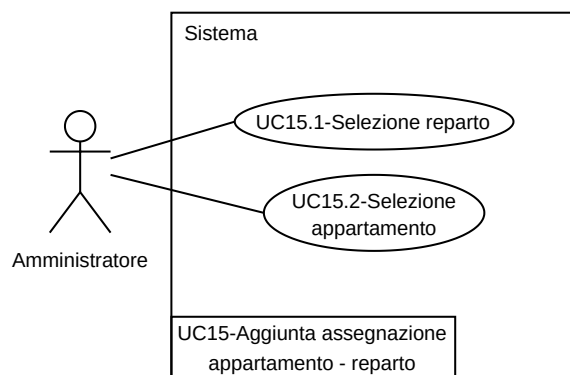 Sistema
UC15.1-Selezione reparto
UC15.2-Selezione
appartamento
Amministratore
UC15-Aggiunta assegnazione
appartamento - reparto